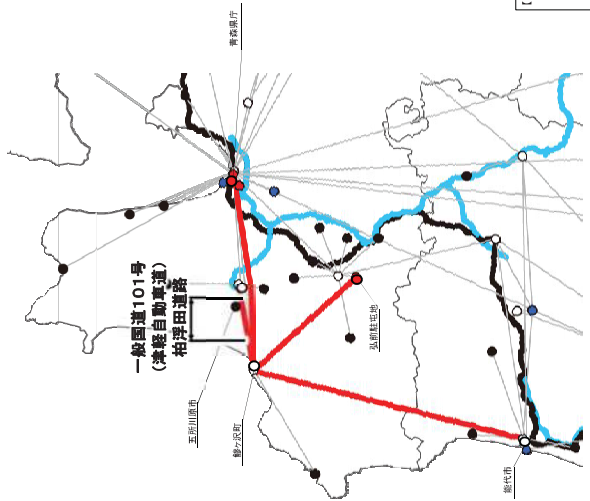 青森県庁
一般国道101号
(津軽自動車道)
柏浮田道路
五所川原市
鰺ヶ沢町
弘前駐屯地
能代市